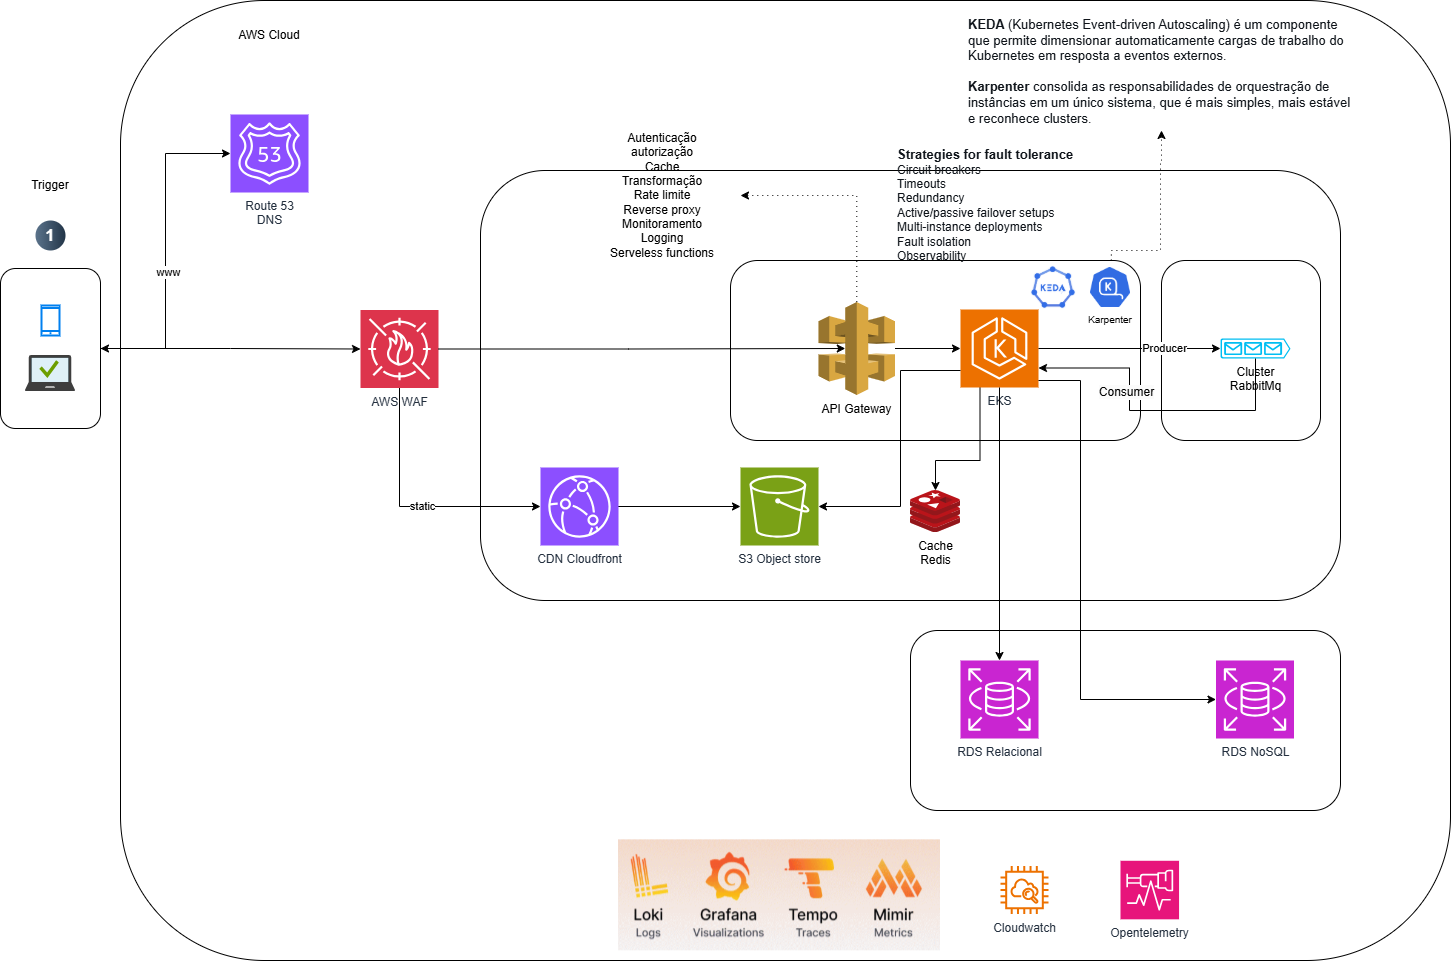 AWS Cloud
KEDA (Kubernetes Event-driven Autoscaling) é um componente
que permite dimensionar automaticamente cargas de trabalho do
Kubernetes em resposta a eventos externos.
Karpenter consolida as responsabilidades de orquestração de
instâncias em um único sistema, que é mais simples, mais estável
e reconhece clusters.
53
Route 53
DNS
Trigger
1
www
Autenticação
autorização
Cache
Transformação
Rate limite
Reverse proxy
Monitoramento
Logging
Serveless functions
Strategies for fault tolerance
Circuit breakers
Timeouts
Redundancy
Active/passive failover setups
Multi-instance deployments
Fault isolation
Observability
KEDA
K
Karpenter
AWS WAF
API Gateway
K
EKS
Producer
Consumer
Cluster
RabbitMq
static
CDN Cloudfront
S3 Object store
Cache
Redis
RDS Relacional
RDS NoSQL
Loki
Logs
Grafana
Visualizations
Tempo
Traces
Mimir
Metrics
Cloudwatch
Opentelemetry